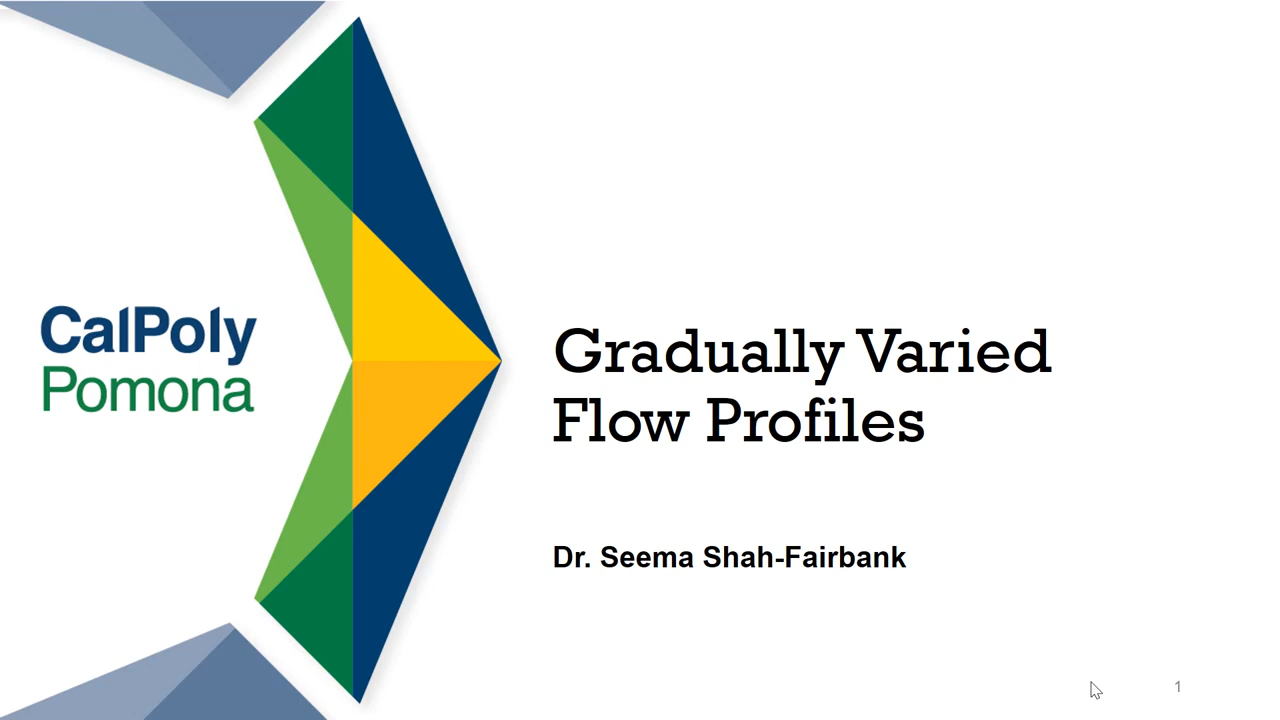 CalPoly
Pomona
Gradually Varied
Flow Profiles
Dr. Seema Shah-Fairbank
1